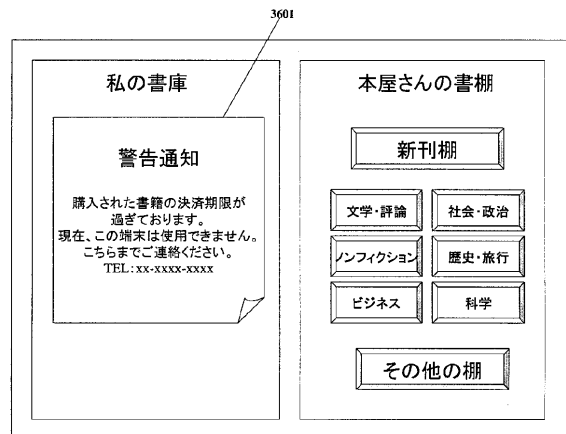 3601
私の書庫
警告通知
購入された書籍の決済期限が
過ぎております。
現在、この端末は使用できません。
こちらまでご連絡ください。
TEL:xx-xxxx-xxxx
本屋さんの書棚
新刊棚
文学・評論
社会・政治
ノンフィクション
歴史・旅行
ビジネス
科学
その他の棚